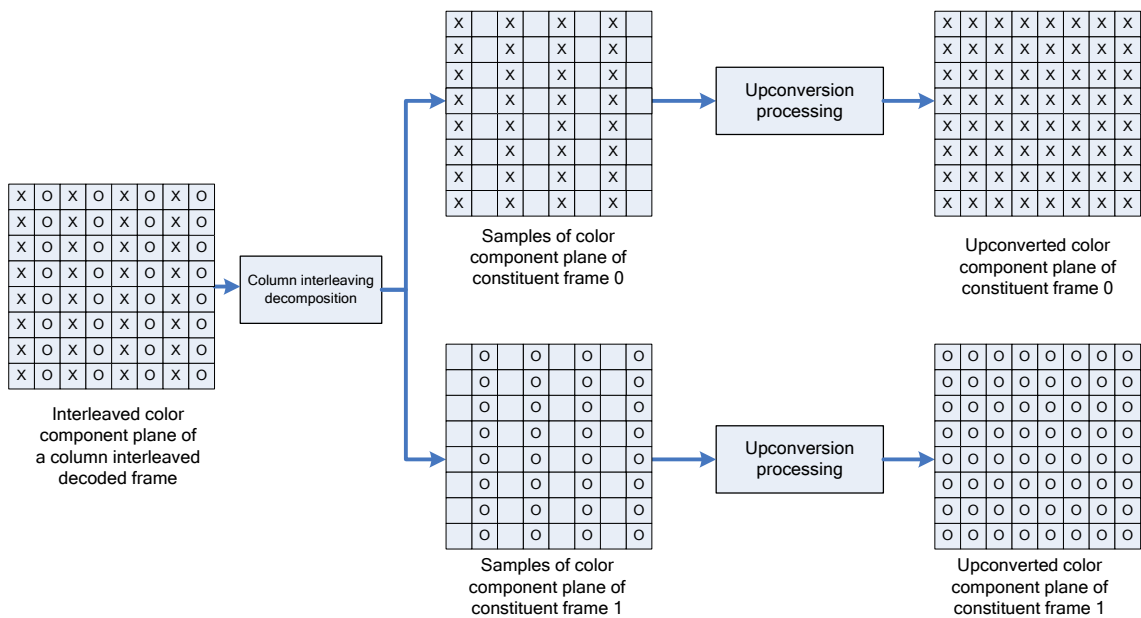 X X X X
X X X X
X X X X
X X X X
X X X X
X X X X
X X X X
X X X X
Samples of color
component plane of
constituent frame 0
Upconversion
processing
X X X X X X X X
X X X X X X X X
X X X X X X X X
X X X X X X X X
X X X X X X X X
X X X X X X X X
X X X X X X X X
X X X X X X X X
Upconverted color
component plane of
constituent frame 0
X O X O X O X O
X O X O X O X O
X O X O X O X O
X O X O X O X O
X O X O X O X O
X O X O X O X O
X O X O X O X O
X O X O X O X O
Interleaved color
component plane of
a column interleaved
decoded frame
Column interleaving
decomposition
O O O O
O O O O
O O O O
O O O O
O O O O
O O O O
O O O O
O O O O
Samples of color
component plane of
constituent frame 1
Upconversion
processing
O O O O O O O O
O O O O O O O O
O O O O O O O O
O O O O O O O O
O O O O O O O O
O O O O O O O O
O O O O O O O O
O O O O O O O O
Upconverted color
component plane of
constituent frame 1